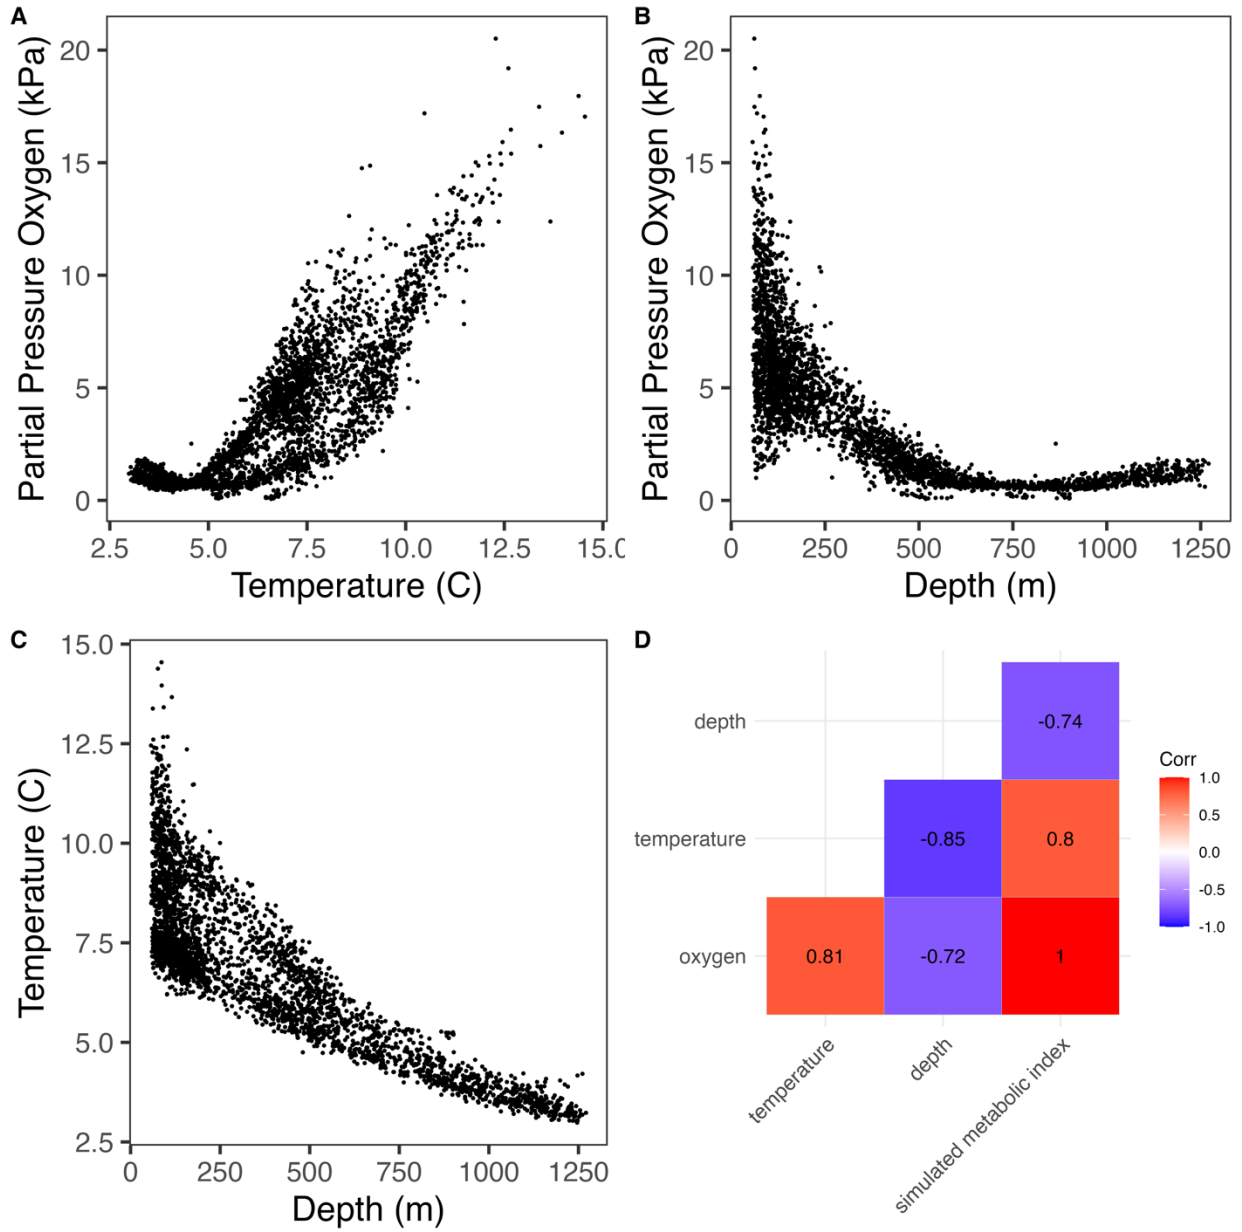 A
Partial Pressure Oxygen (kPa)
20
15
10
5
0
2.5 5.0 7.5 10.0 12.5 15.0
Temperature (C)
B
Partial Pressure Oxygen (kPa)
20
15
10
5
0
0 250 500 750 1000 1250
Depth (m)
C
Temperature (C)
15.0
12.5
10.0
7.5
5.0
2.5
0 250 500 750 1000 1250
Depth (m)
D
depth
-0.74
temperature
-0.85 0.8
oxygen
0.81 -0.72 1
temperature
depth
simulated metabolic index
Corr
1.0
0.5
0.0
-0.5
-1.0